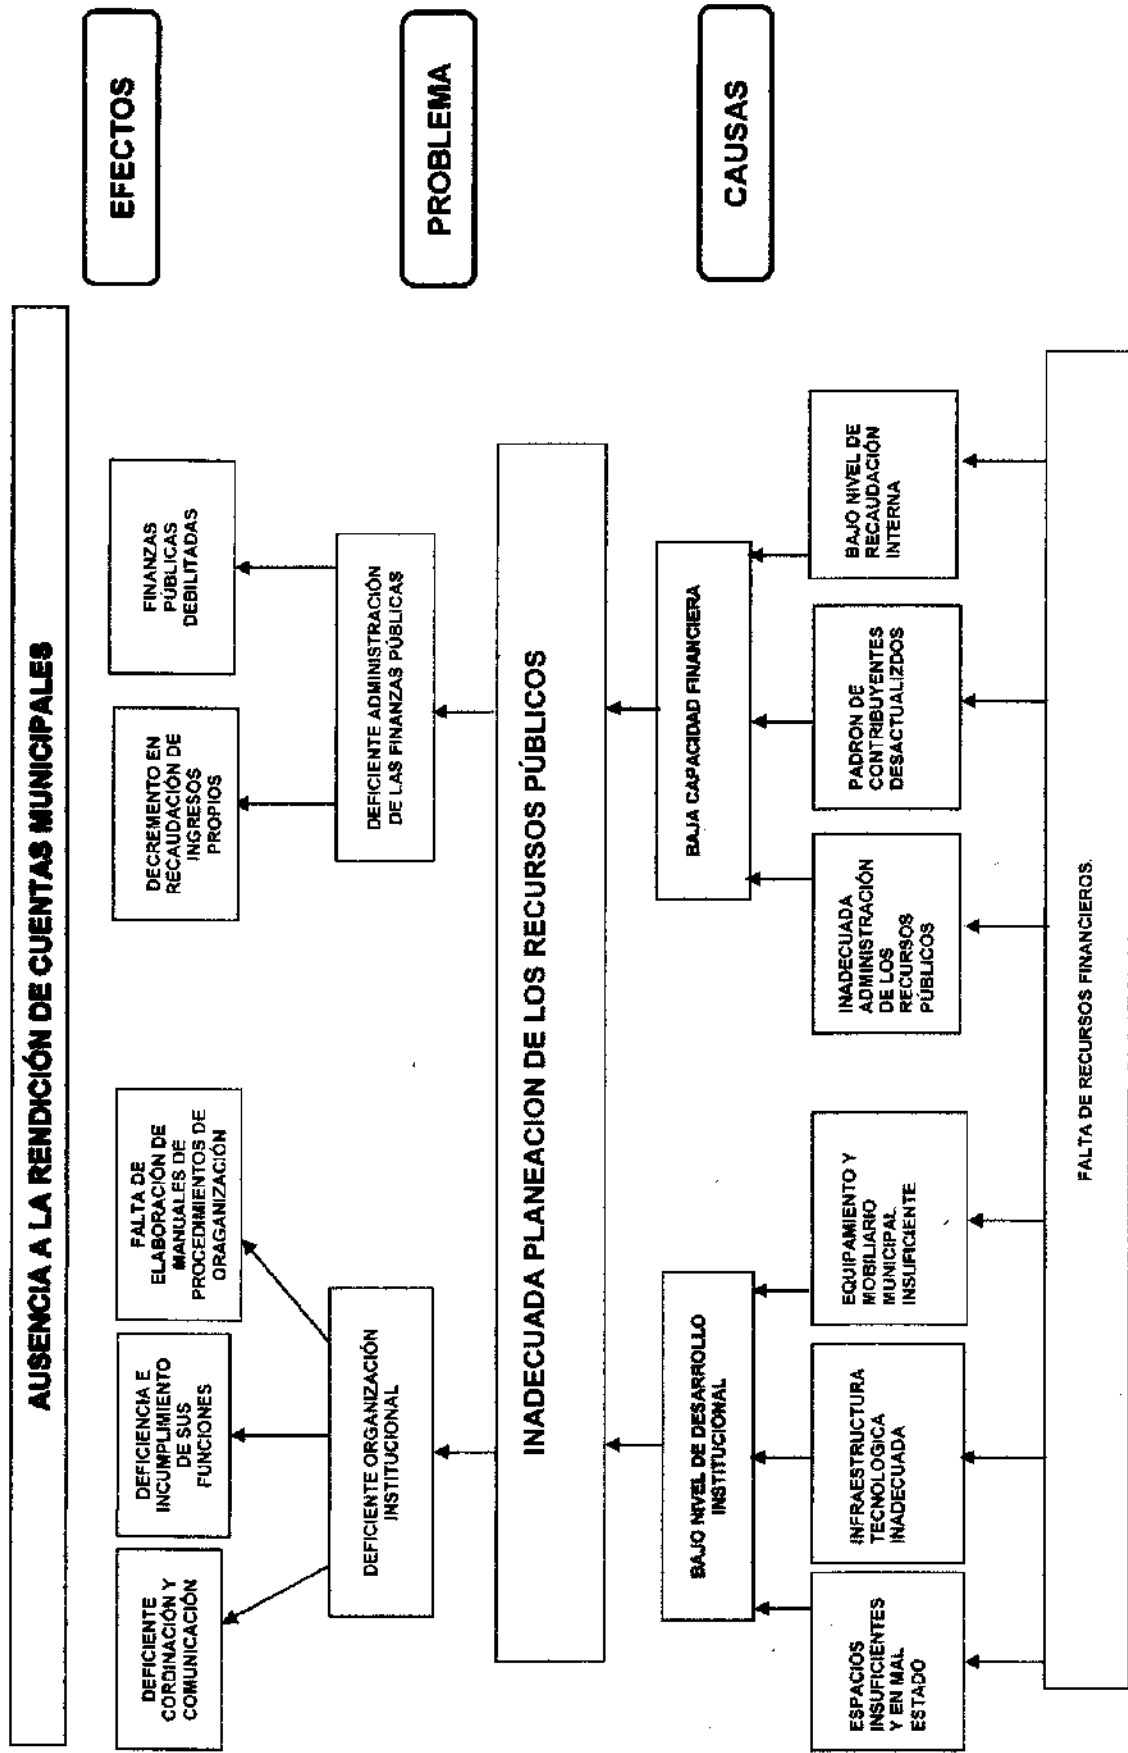 AUSENCIA A LA RENDICIÓN DE CUENTAS MUNICIPALES
EFECTOS
DEFICIENTE
CORDINACIÓN Y
COMUNICACIÓN
DEFICIENCIA E
INCUMPLIMIENTO
DE SUS
FUNCIONES
FALTA DE
ELABORACIÓN DE
MANUALES DE
PROCEDIMIENTOS DE
ORAGANIZACIÓN
DECREMENTO EN
RECAUDACIÓN DE
INGRESOS
PROPIOS
FINANZAS
PÚBLICAS
DEBILITADAS
DEFICIENTE ORGANIZACIÓN
INSTITUCIONAL
DEFICIENTE ADMINISTRACIÓN
DE LAS FINANZAS PÚBLICAS
PROBLEMA
INADECUADA PLANEACION DE LOS RECURSOS PÚBLICOS
CAUSAS
BAJO NIVEL DE DESARROLLO
INSTITUCIONAL
BAJA CAPACIDAD FINANCIERA
ESPACIOS
INSUFICIENTES
Y EN MAL
ESTADO
INFRAESTRUCTURA
TECNOLOGICA
INADECUADA
EQUIPAMIENTO Y
MOBILIARIO
MUNICIPAL
INSUFICIENTE
INADECUADA
ADMINISTRACIÓN
DE LOS
RECURSOS
PÚBLICOS
PADRON DE
CONTRIBUYENTES
DESACTUALIZDOS
BAJO NIVEL DE
RECAUDACIÓN
INTERNA
FALTA DE RECURSOS FINANCIEROS.